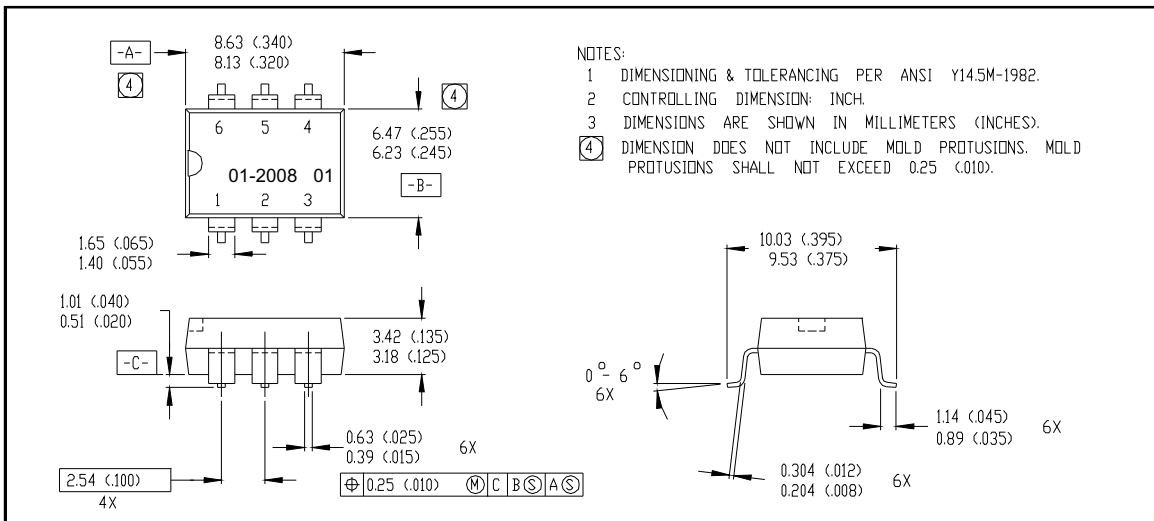 -A-
8.63 (.340)
8.13 (.320)
4
4
6 5 4
6.47 (.255)
6.23 (.245)
01-2008 01
-B-
1 2 3
1.65 (.065)
1.40 (.055)
NOTES:
1 DIMENSIONING & TOLERANCING PER ANSI Y14.5M-1982.
2 CONTROLLING DIMENSION: INCH.
3 DIMENSIONS ARE SHOWN IN MILLIMETERS (INCHES).
4 DIMENSION DOES NOT INCLUDE MOLD PROTUSIONS. MOLD
PROTUSIONS SHALL NOT EXCEED 0.25 (.010).
1.01 (.040)
0.51 (.020)
-C-
3.42 (.135)
3.18 (.125)
0.63 (.025)
0.39 (.015)
6X
2.54 (.100)
4X
⌖ 0.25 (.010) Ⓜ C B Ⓢ A Ⓢ
10.03 (.395)
9.53 (.375)
0° - 6°
6X
1.14 (.045)
0.89 (.035)
6X
0.304 (.012)
0.204 (.008)
6X